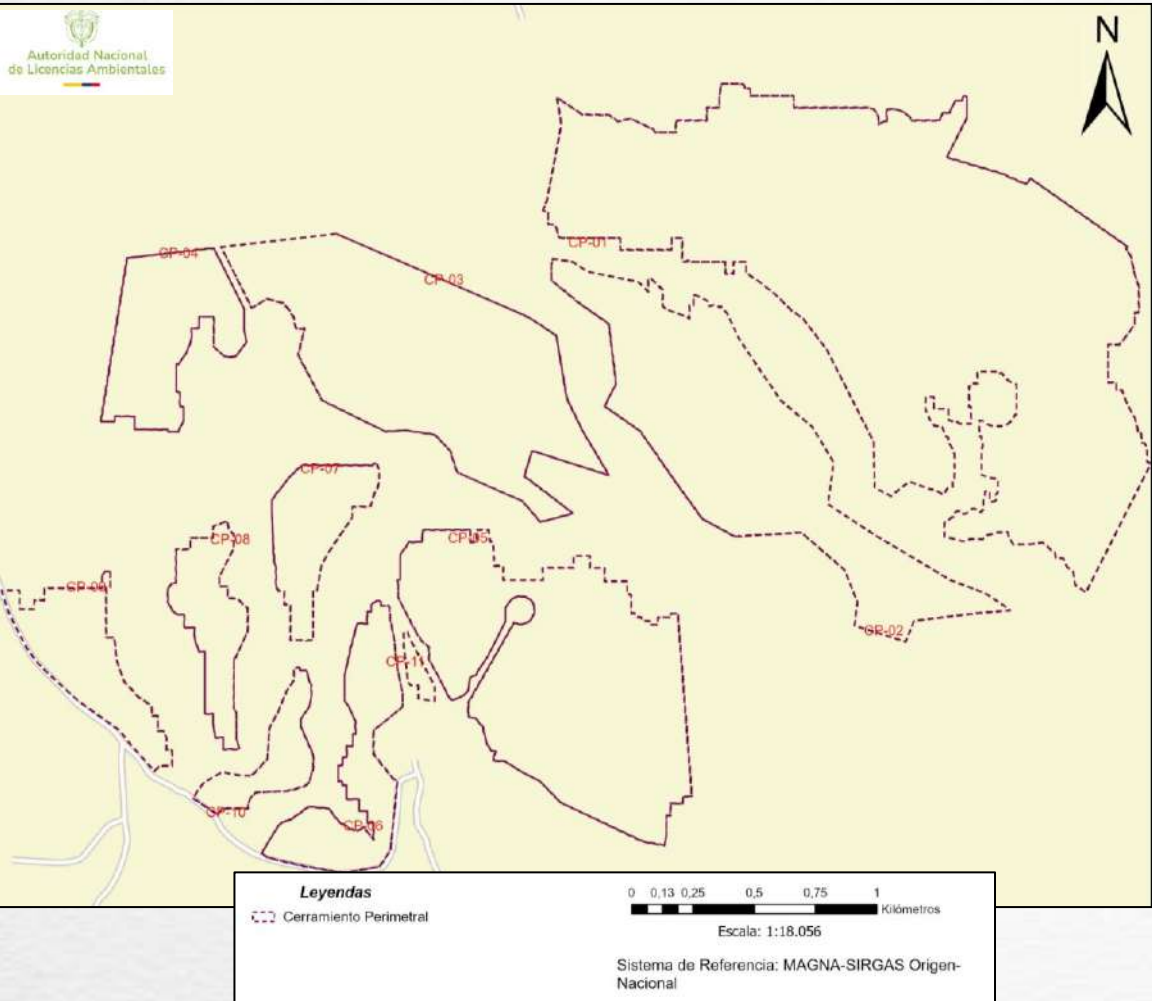 Autoridad Nacional
de Licencias Ambientales
N
CP-01
CP-04
CP-03
CP-07
CP-08
CP-05
CP-09
CP-02
CP-11
CP-10
CP-06
Leyendas
Cerramiento Perimetral
0 0,13 0,25 0,5 0,75 1
Kilómetros
Escala: 1:18.056
Sistema de Referencia: MAGNA-SIRGAS Origen-
Nacional